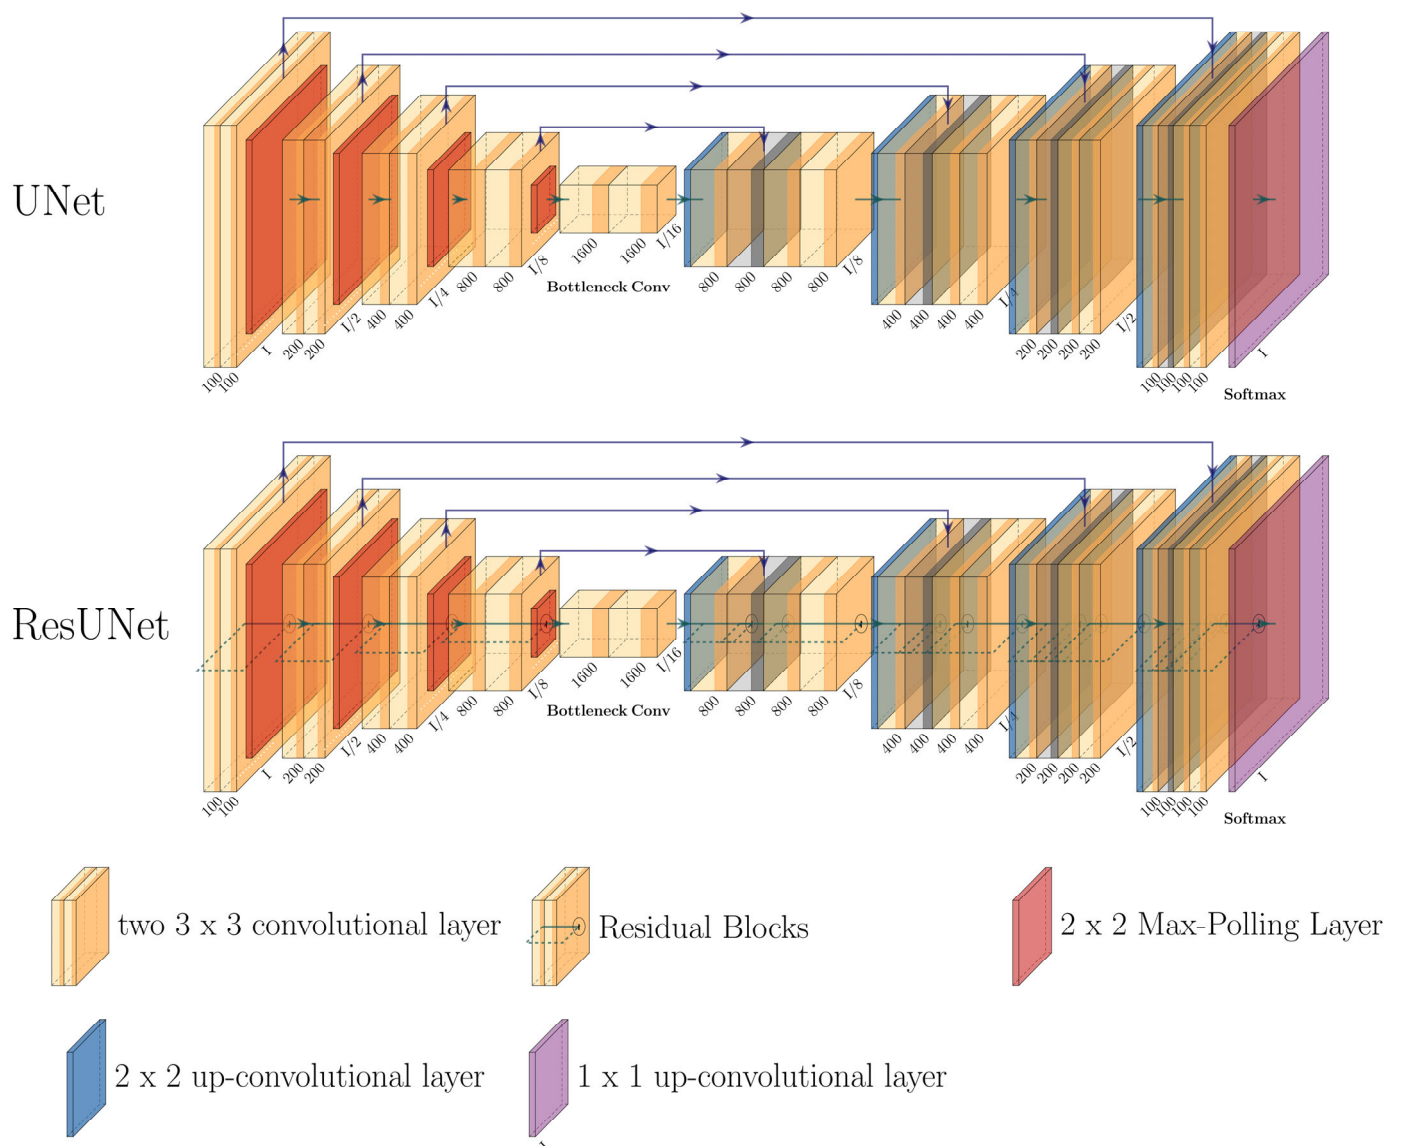 UNet
100
100
I
200
200
I/2
400
400
I/4
800
800
I/8
1600
1600
I/16
Bottleneck Conv
800
800
800
800
I/8
400
400
400
400
I/4
200
200
200
200
I/2
100
100
100
100
I
Softmax
ResUNet
100
100
I
200
200
I/2
400
400
I/4
800
800
I/8
1600
1600
I/16
Bottleneck Conv
800
800
800
800
I/8
400
400
400
400
I/4
200
200
200
200
I/2
100
100
100
100
I
Softmax
two 3 x 3 convolutional layer
Residual Blocks
2 x 2 Max-Polling Layer
2 x 2 up-convolutional layer
1 x 1 up-convolutional layer